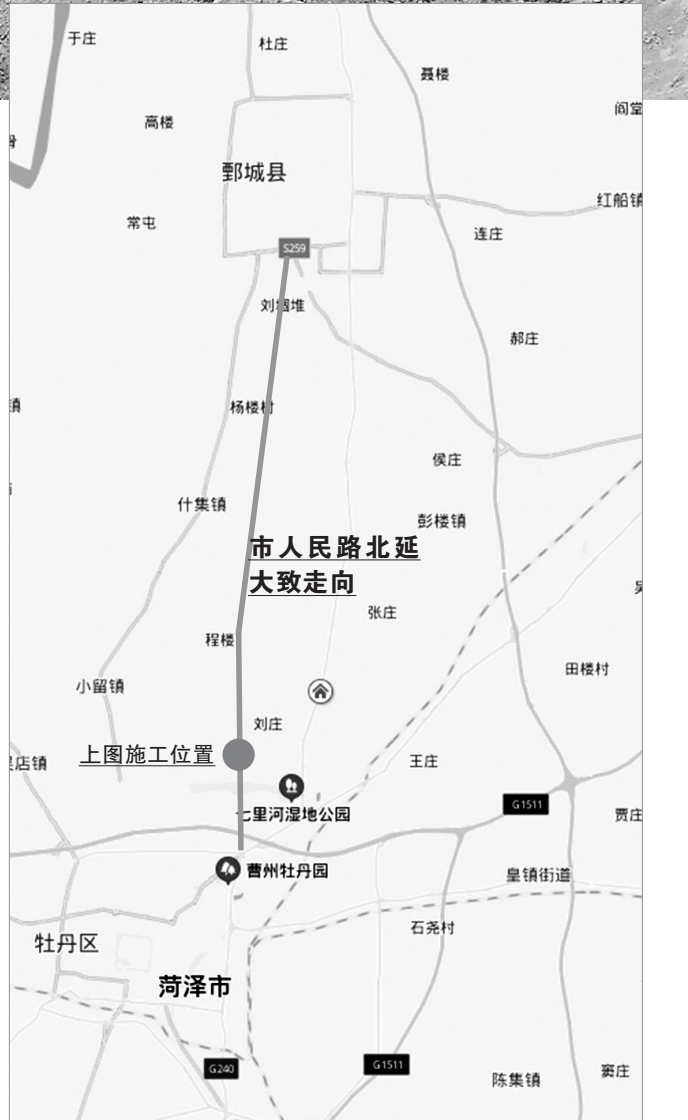 于庄
杜庄
聂楼
阎堂
高楼
鄄城县
红船镇
常屯
连庄
S259
刘堌堆
郝庄
镇
杨楼村
侯庄
什集镇
彭楼镇
市人民路北延
大致走向
张庄
程楼
田楼村
小留镇
刘庄
上图施工位置
店镇
王庄
七里河湿地公园
G1511
贾庄
曹州牡丹园
皇镇街道
石尧村
牡丹区
菏泽市
G240
G1511
陈集镇
窦庄